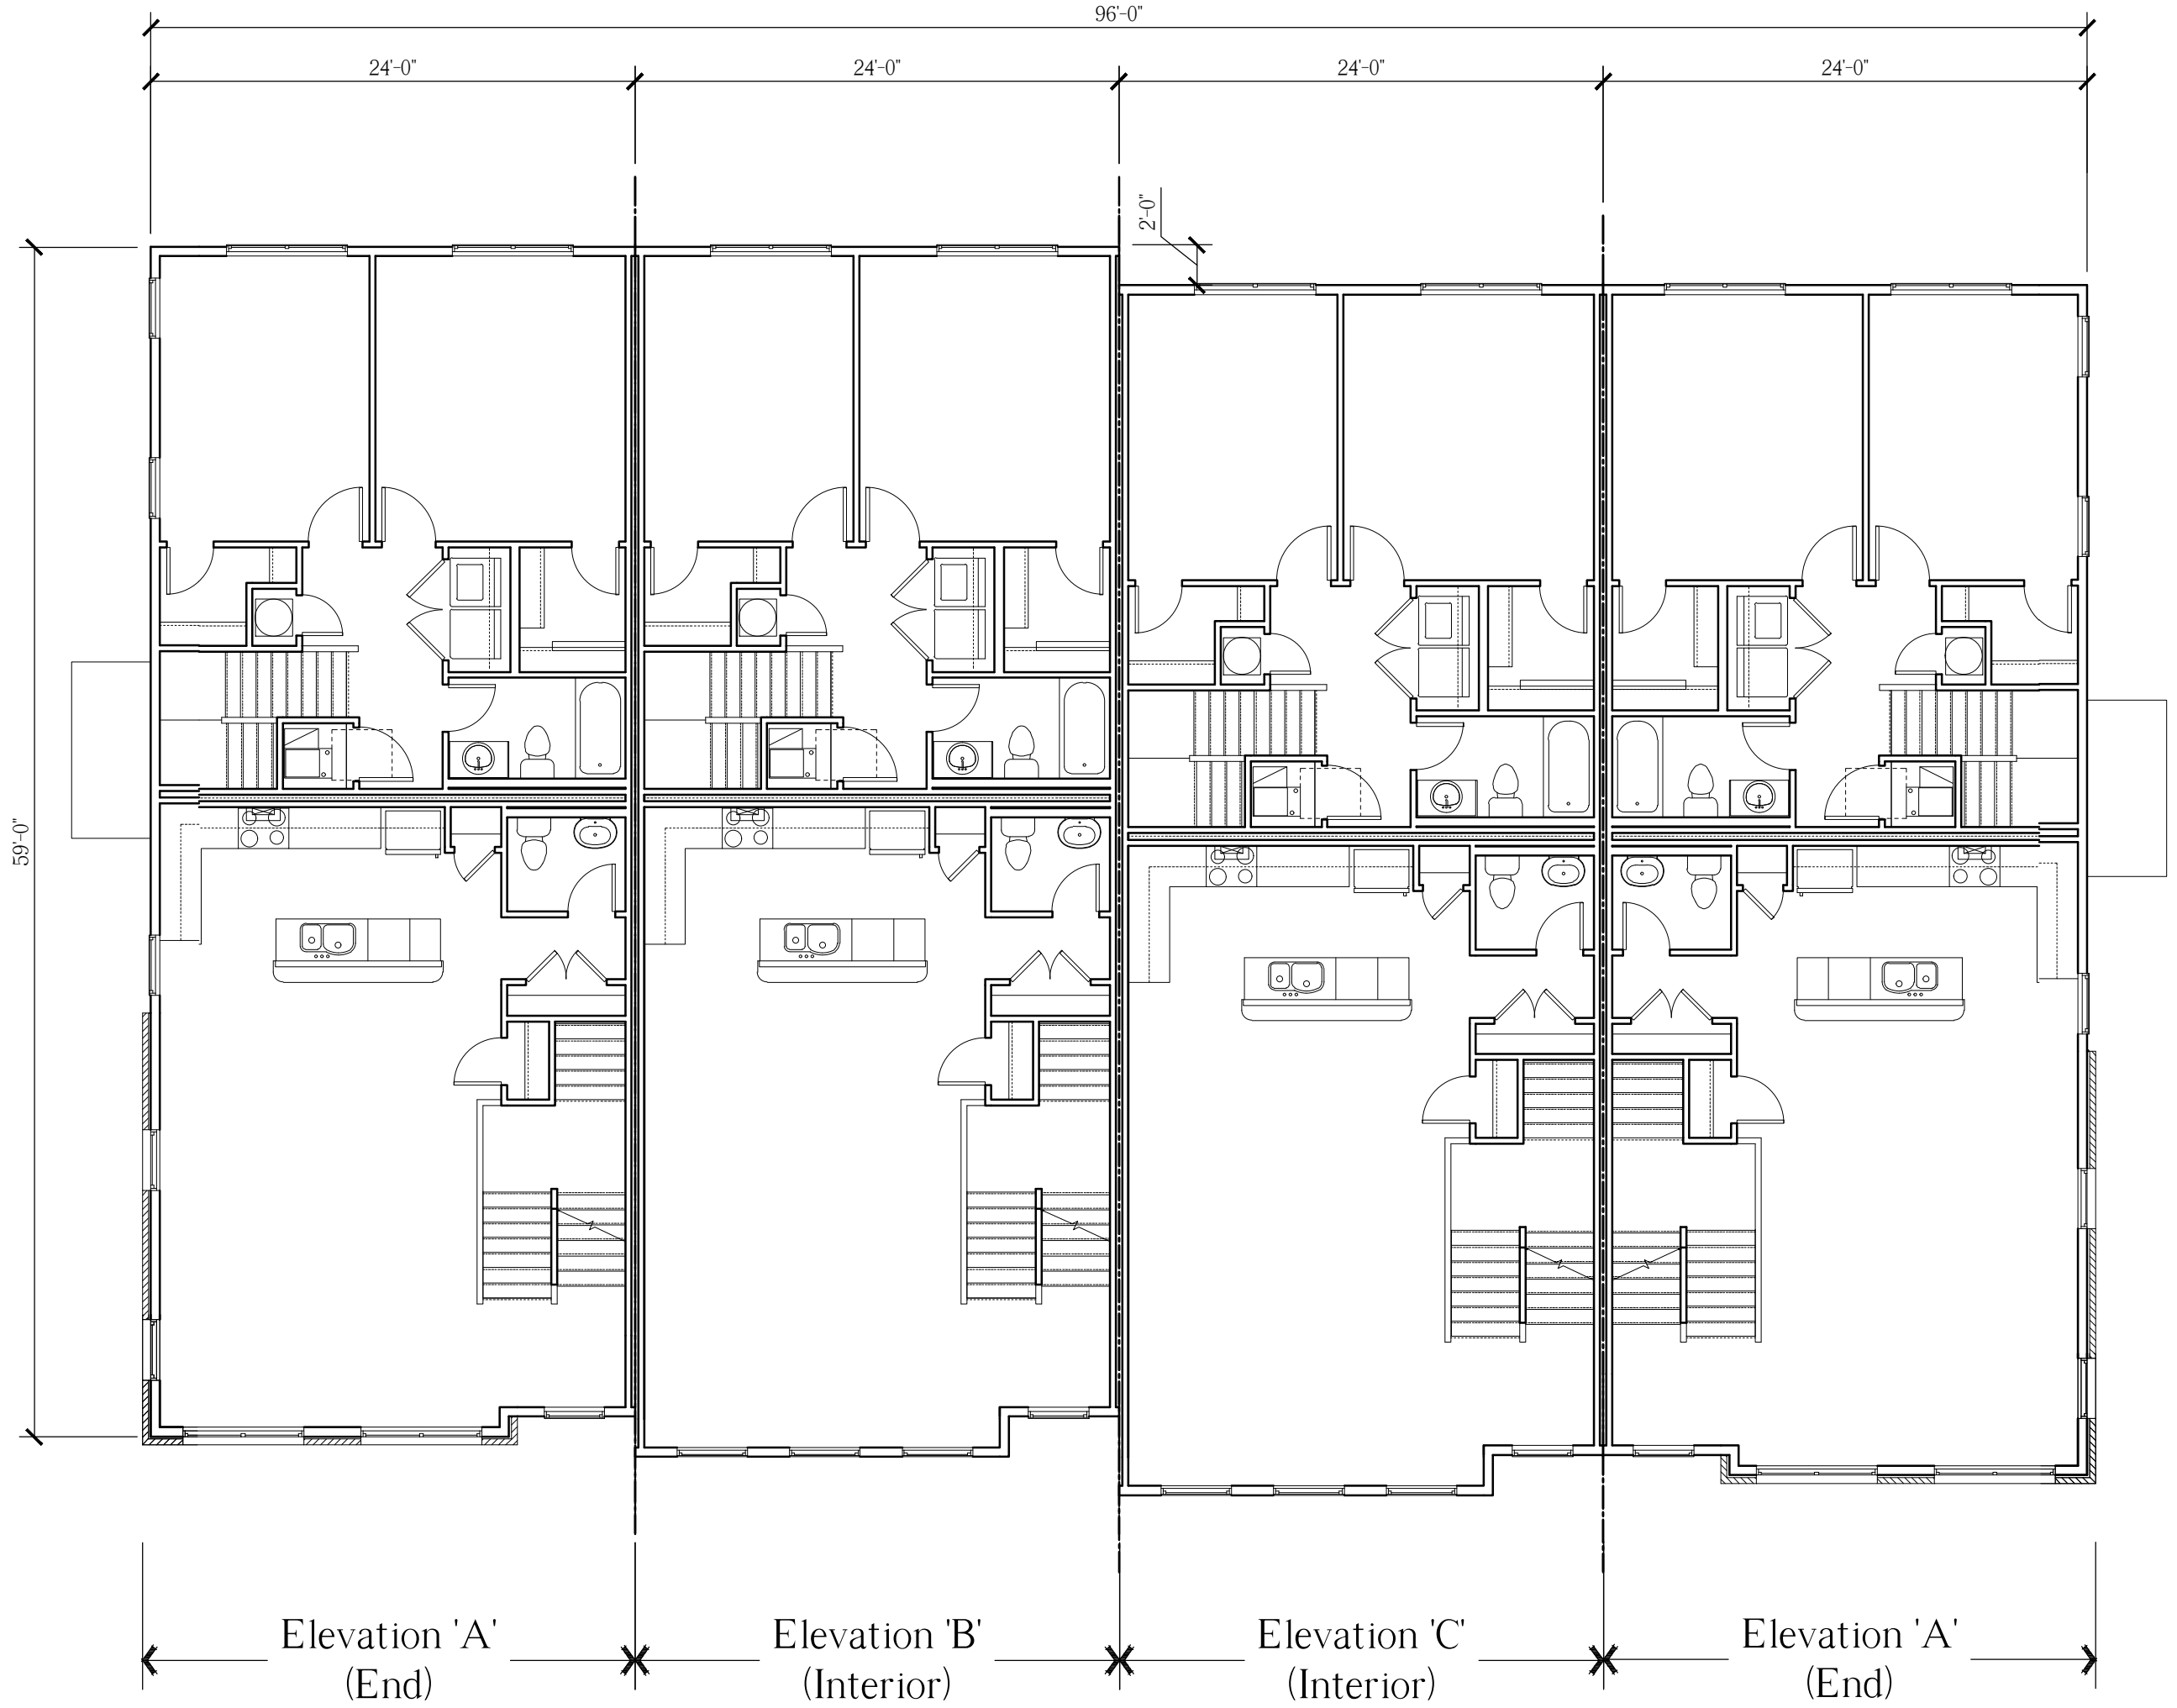 96'-0"
24'-0"
24'-0"
24'-0"
24'-0"
2'-0"
59'-0"
Elevation 'A'
(End)
Elevation 'B'
(Interior)
Elevation 'C'
(Interior)
Elevation 'A'
(End)